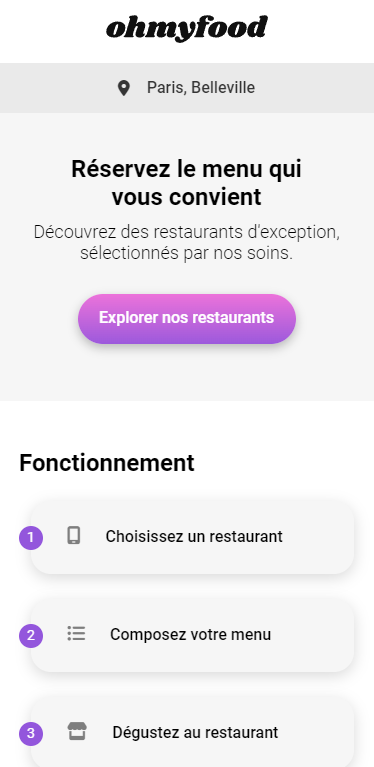 ohmyfood
Paris, Belleville
Réservez le menu qui
vous convient
Découvrez des restaurants d'exception,
sélectionnés par nos soins.
Explorer nos restaurants
Fonctionnement
1 Choisissez un restaurant
2 Composez votre menu
3 Dégustez au restaurant